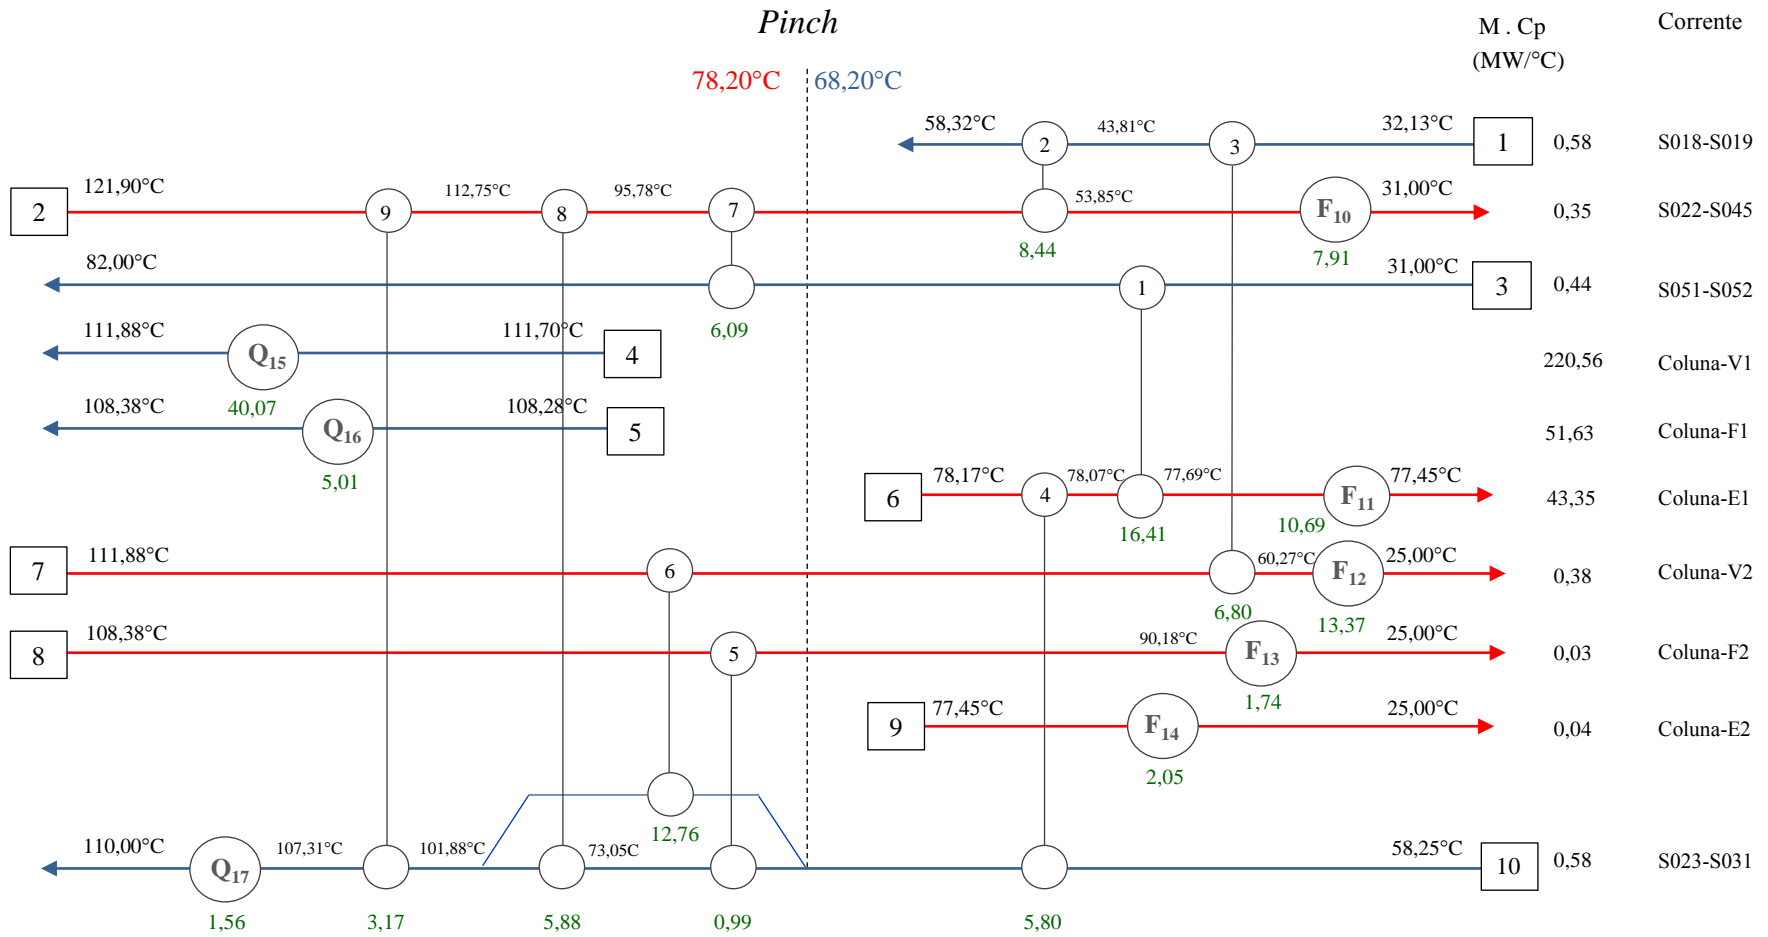 Pinch
M . Cp
(MW/°C)
Corrente
78,20°C 68,20°C
58,32°C 2 43,81°C 3 32,13°C 1 0,58 S018-S019
2 121,90°C 9 112,75°C 8 95,78°C 7 53,85°C F10 31,00°C 0,35 S022-S045
8,44 7,91
82,00°C 1 31,00°C 3 0,44 S051-S052
6,09
111,88°C Q15 111,70°C 4 220,56 Coluna-V1
40,07
108,38°C Q16 108,28°C 5 51,63 Coluna-F1
5,01
6 78,17°C 4 78,07°C 77,69°C F11 77,45°C 43,35 Coluna-E1
16,41 10,69
7 111,88°C 6 60,27°C F12 25,00°C 0,38 Coluna-V2
6,80 13,37
8 108,38°C 5 90,18°C F13 25,00°C 0,03 Coluna-F2
1,74
9 77,45°C F14 25,00°C 0,04 Coluna-E2
2,05
12,76
110,00°C Q17 107,31°C 101,88°C 73,05C 58,25°C 10 0,58 S023-S031
1,56 3,17 5,88 0,99 5,80